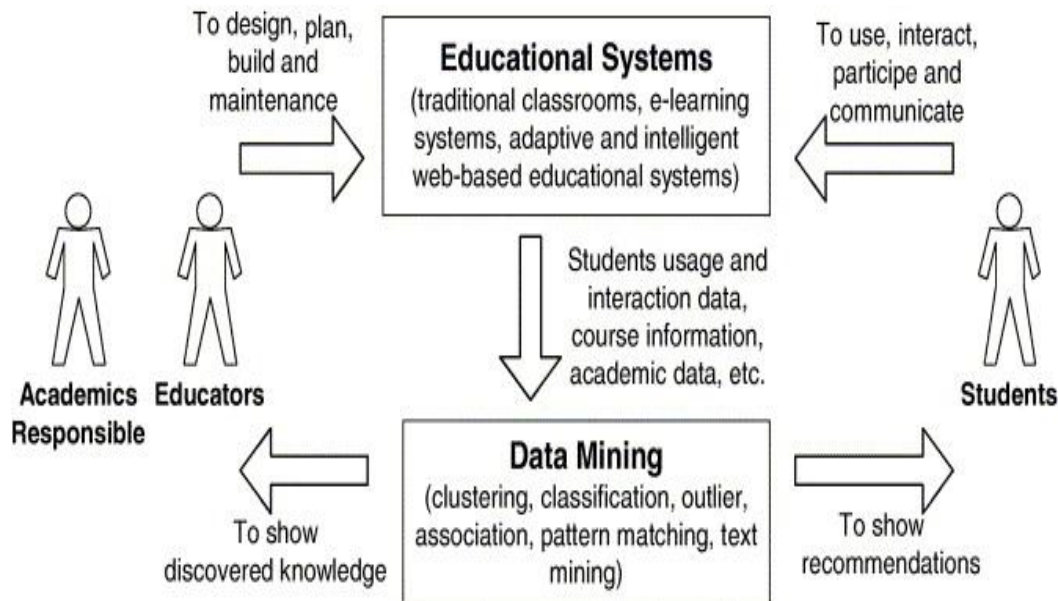 To design, plan,
build and
maintenance
Educational Systems
(traditional classrooms, e-learning
systems, adaptive and intelligent
web-based educational systems)
To use, interact,
participe and
communicate
Students usage and
interaction data,
course information,
academic data, etc.
Academics
Responsible
Educators
Students
Data Mining
(clustering, classification, outlier,
association, pattern matching, text
mining)
To show
discovered knowledge
To show
recommendations